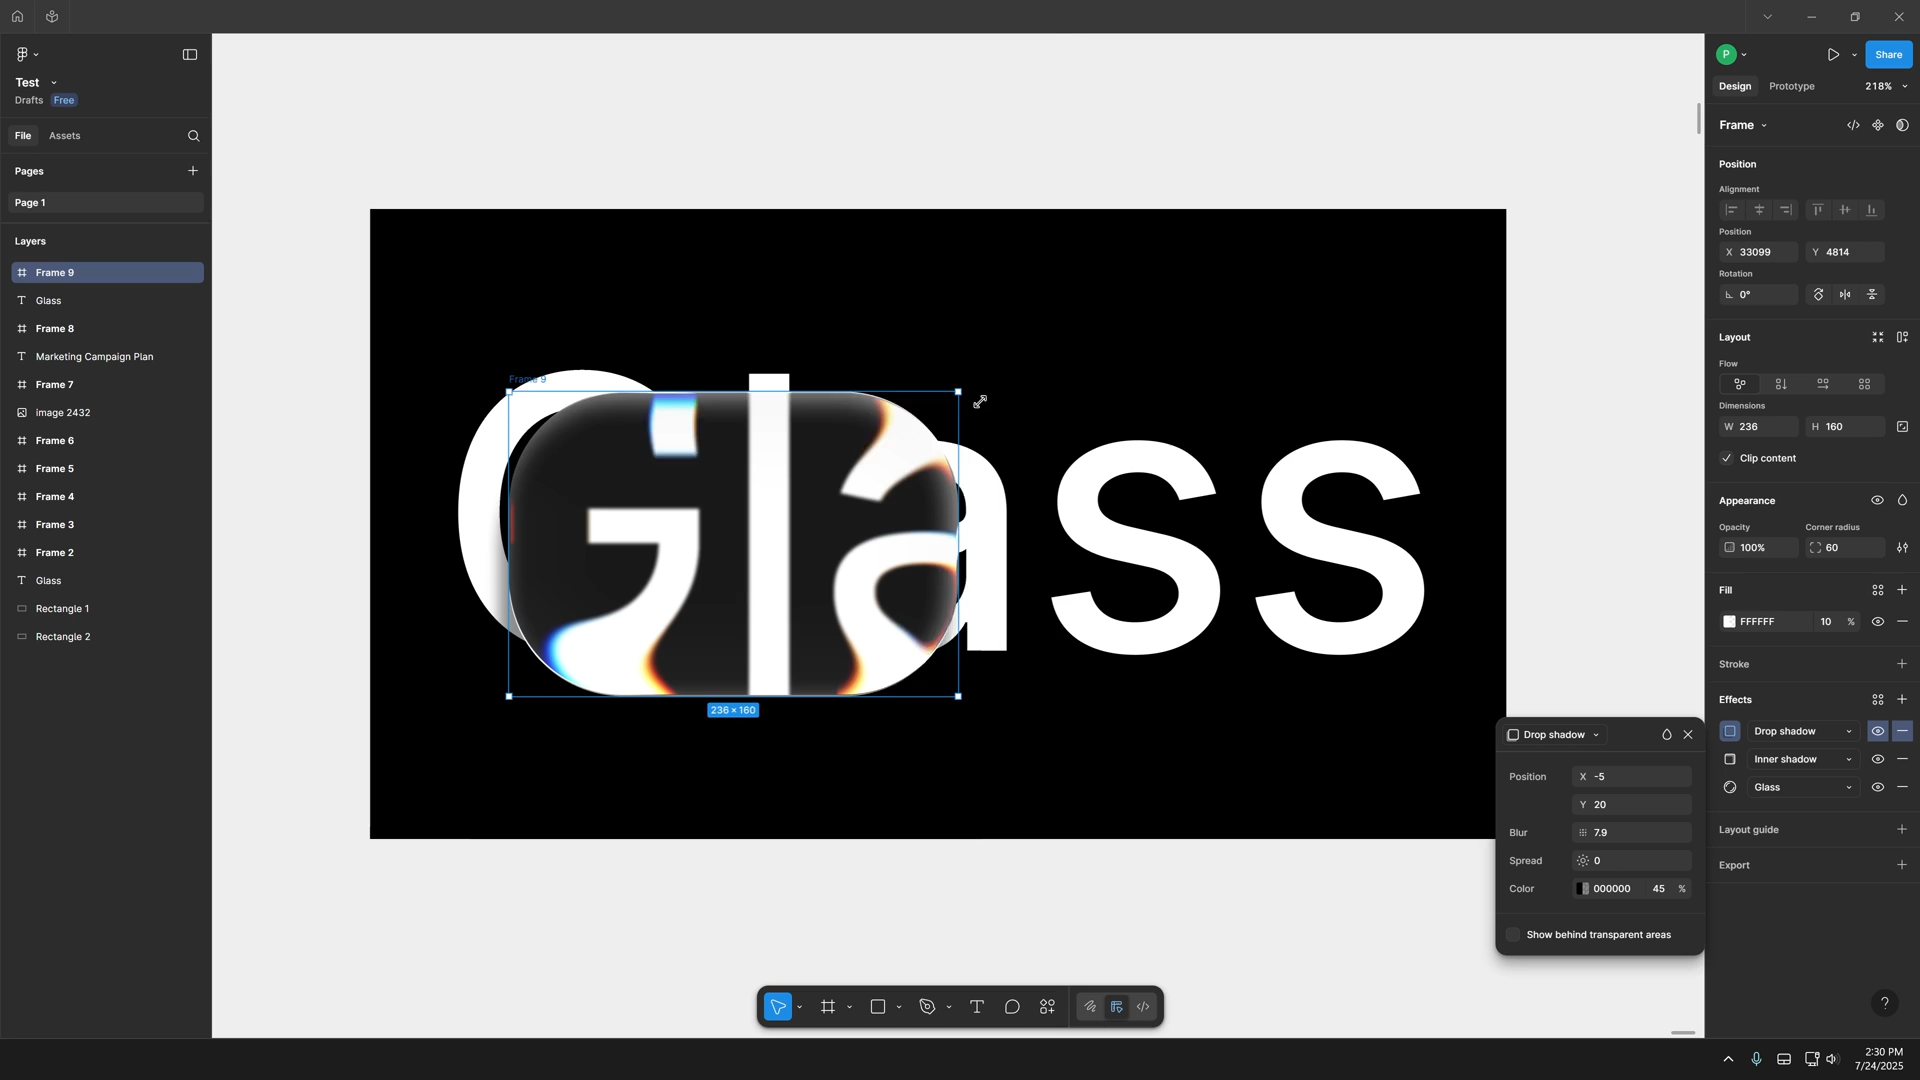 Test
Drafts Free
File Assets
Pages
Page 1
Layers
Frame 9
Glass
Frame 8
Marketing Campaign Plan
Frame 7
image 2432
Frame 6
Frame 5
Frame 4
Frame 3
Frame 2
Glass
Rectangle 1
Rectangle 2
Frame 9
Glass
236 × 160
P
Share
Design Prototype 218%
Frame
Position
Alignment
Position
X 33099 Y 4814
Rotation
0°
Layout
Flow
Dimensions
W 236 H 160
Clip content
Appearance
Opacity Corner radius
100% 60
Fill
FFFFFF 10 %
Stroke
Effects
Drop shadow
Inner shadow
Glass
Layout guide
Export
Drop shadow
Position X -5
Y 20
Blur 7.9
Spread 0
Color 000000 45 %
Show behind transparent areas
?
2:30 PM
7/24/2025